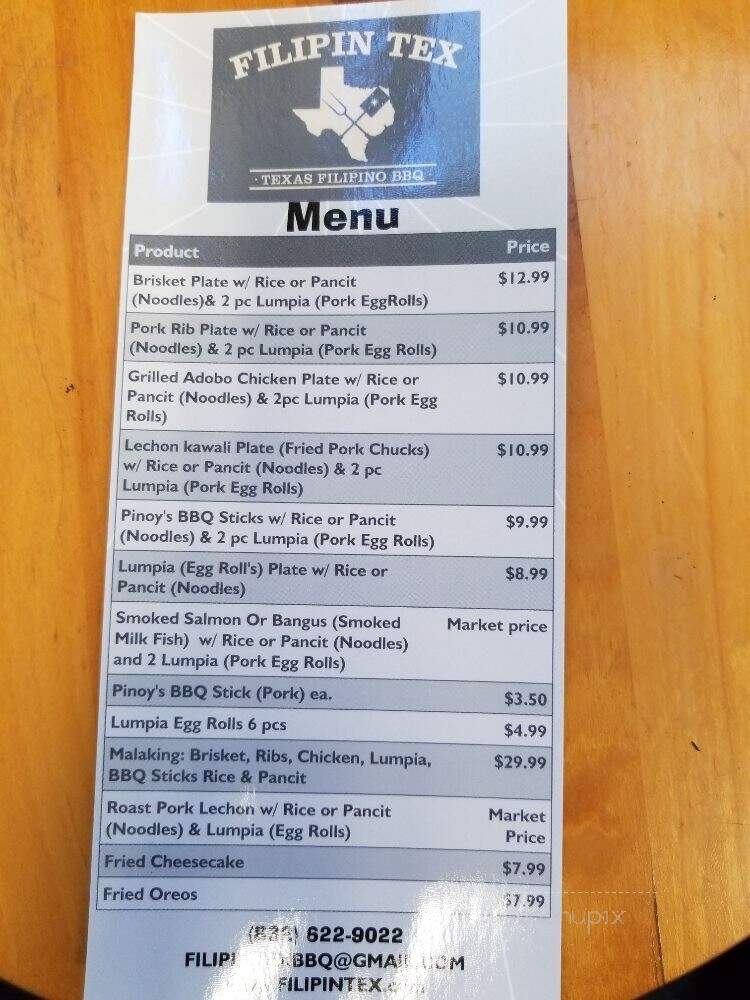 FILIPIN TEX
· TEXAS FILIPINO BBQ ·
Menu
Product Price
Brisket Plate w/ Rice or Pancit $12.99
(Noodles)& 2 pc Lumpia (Pork EggRolls)
Pork Rib Plate w/ Rice or Pancit $10.99
(Noodles) & 2 pc Lumpia (Pork Egg Rolls)
Grilled Adobo Chicken Plate w/ Rice or $10.99
Pancit (Noodles) & 2pc Lumpia (Pork Egg
Rolls)
Lechon kawali Plate (Fried Pork Chucks) $10.99
w/ Rice or Pancit (Noodles) & 2 pc
Lumpia (Pork Egg Rolls)
Pinoy's BBQ Sticks w/ Rice or Pancit $9.99
(Noodles) & 2 pc Lumpia (Pork Egg Rolls)
Lumpia (Egg Roll's) Plate w/ Rice or $8.99
Pancit (Noodles)
Smoked Salmon Or Bangus (Smoked Market price
Milk Fish) w/ Rice or Pancit (Noodles)
and 2 Lumpia (Pork Egg Rolls)
Pinoy's BBQ Stick (Pork) ea. $3.50
Lumpia Egg Rolls 6 pcs $4.99
Malaking: Brisket, Ribs, Chicken, Lumpia, $29.99
BBQ Sticks Rice & Pancit
Roast Pork Lechon w/ Rice or Pancit Market
(Noodles) & Lumpia (Egg Rolls) Price
Fried Cheesecake $7.99
Fried Oreos $7.99
622-9022